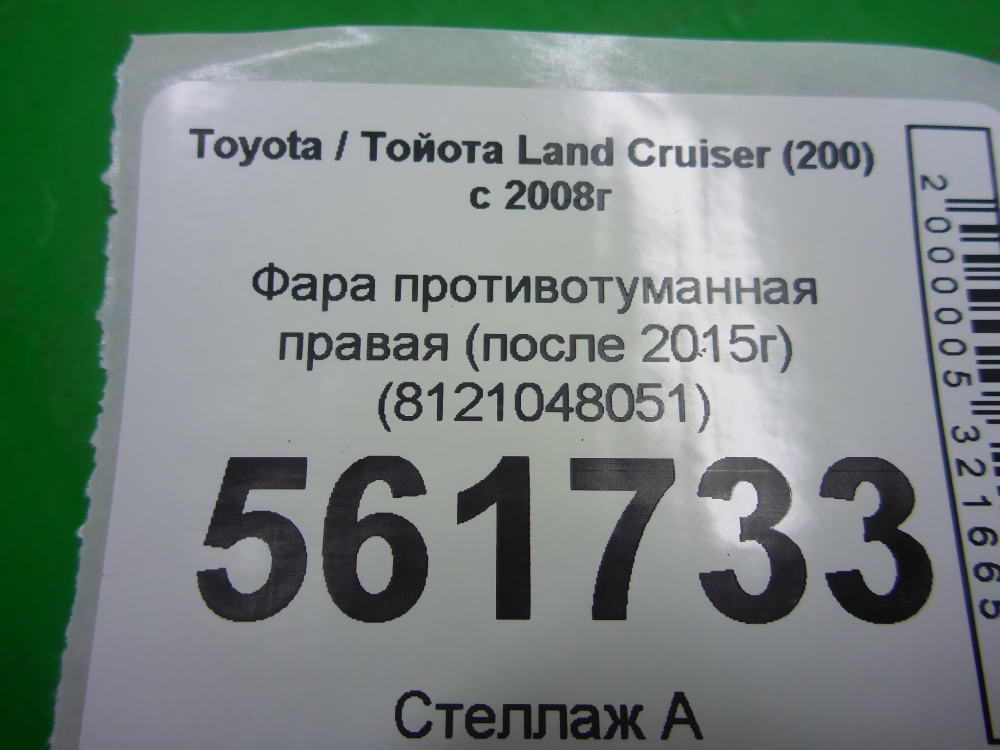 Toyota / Тойота Land Cruiser (200)
с 2008г
Фара противотуманная
правая (после 2015г)
(8121048051)
561733
Стеллаж А
2000005321665